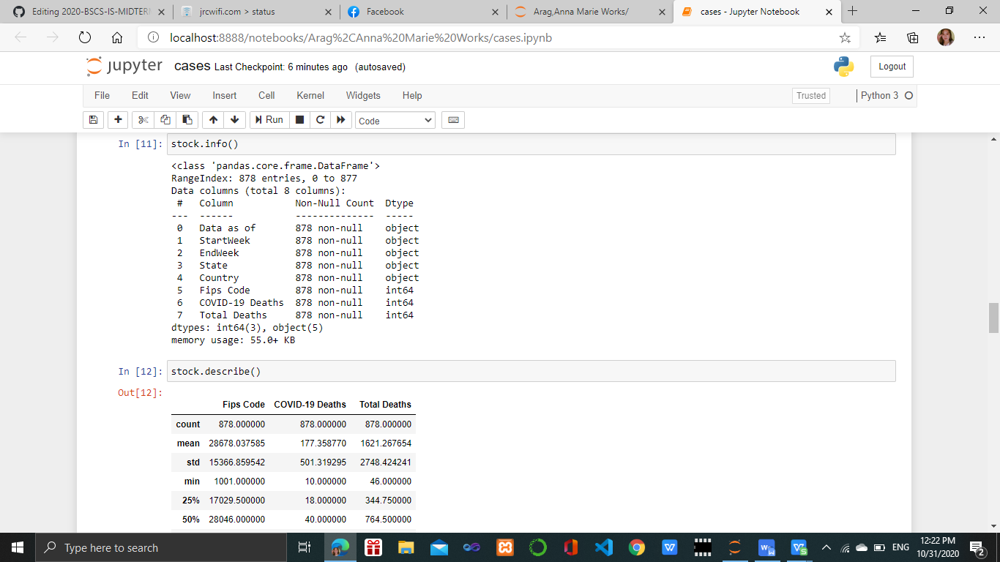 Editing 2020-BSCS-IS-MIDTER
jrcwifi.com > status
Facebook
Arag,Anna Marie Works/
cases - Jupyter Notebook
localhost:8888/notebooks/Arag%2CAnna%20Marie%20Works/cases.ipynb
jupyter cases Last Checkpoint: 6 minutes ago (autosaved)
Logout
File Edit View Insert Cell Kernel Widgets Help
Trusted
Python 3
Run
Code
In [11]: stock.info()
<class 'pandas.core.frame.DataFrame'>
RangeIndex: 878 entries, 0 to 877
Data columns (total 8 columns):
# Column Non-Null Count Dtype
--- ------ -------------- -----
0 Data as of 878 non-null object
1 StartWeek 878 non-null object
2 EndWeek 878 non-null object
3 State 878 non-null object
4 Country 878 non-null object
5 Fips Code 878 non-null int64
6 COVID-19 Deaths 878 non-null int64
7 Total Deaths 878 non-null int64
dtypes: int64(3), object(5)
memory usage: 55.0+ KB
In [12]: stock.describe()
Out[12]:
Fips Code COVID-19 Deaths Total Deaths
count 878.000000 878.000000 878.000000
mean 28678.037585 177.358770 1621.267654
std 15366.859542 501.319295 2748.424241
min 1001.000000 10.000000 46.000000
25% 17029.500000 18.000000 344.750000
50% 28046.000000 40.000000 764.500000
Type here to search
ENG
12:22 PM
10/31/2020
2